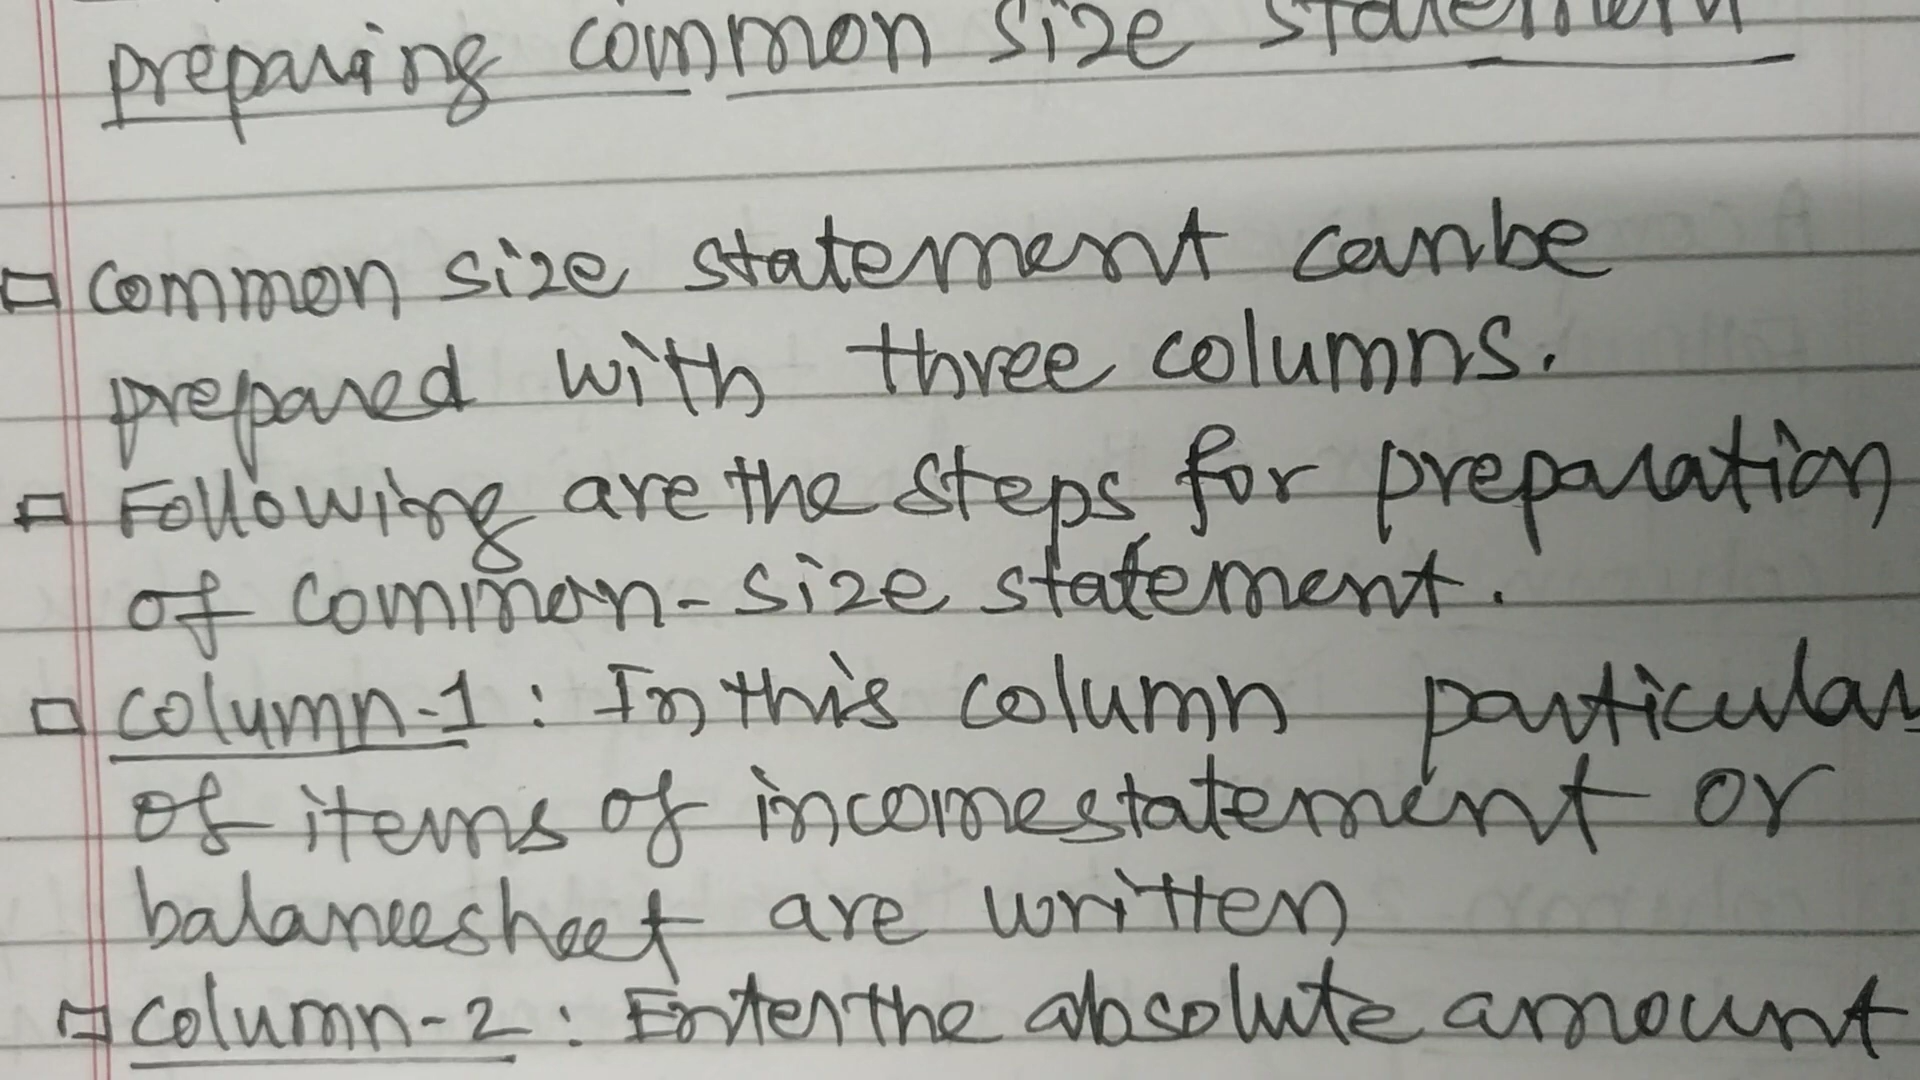 preparing common size statement
common size statement canbe
prepared with three columns.
Following are the steps for preparation
of common-size statement.
column-1 : In this column particular
of items of incomestatement or
balancesheet are written
column-2 : Enterthe absolute amount